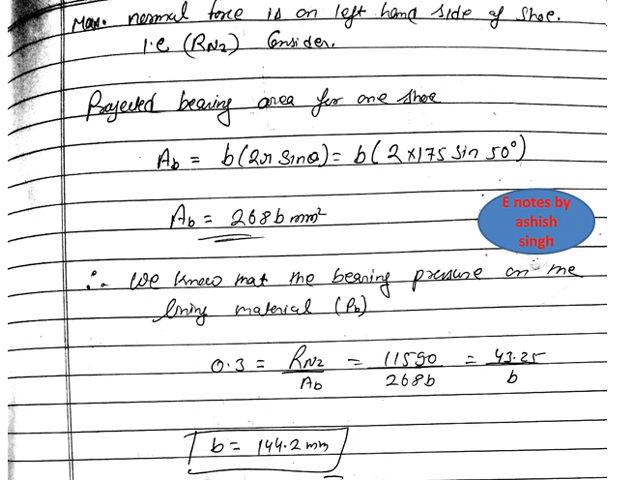 Max. normal force is on left hand side of shoe.
i.e (RN2) Consider.
Projected bearing area for one shoe
Ab = b(2r sinθ) = b(2×175 sin 50°)
Ab = 268b mm²
E notes by
ashish
singh
∴ We know that the bearing pressure on the
lining material (Pb)
0.3 = RN2/Ab = 11590/268b = 43.25/b
b = 144.2 mm